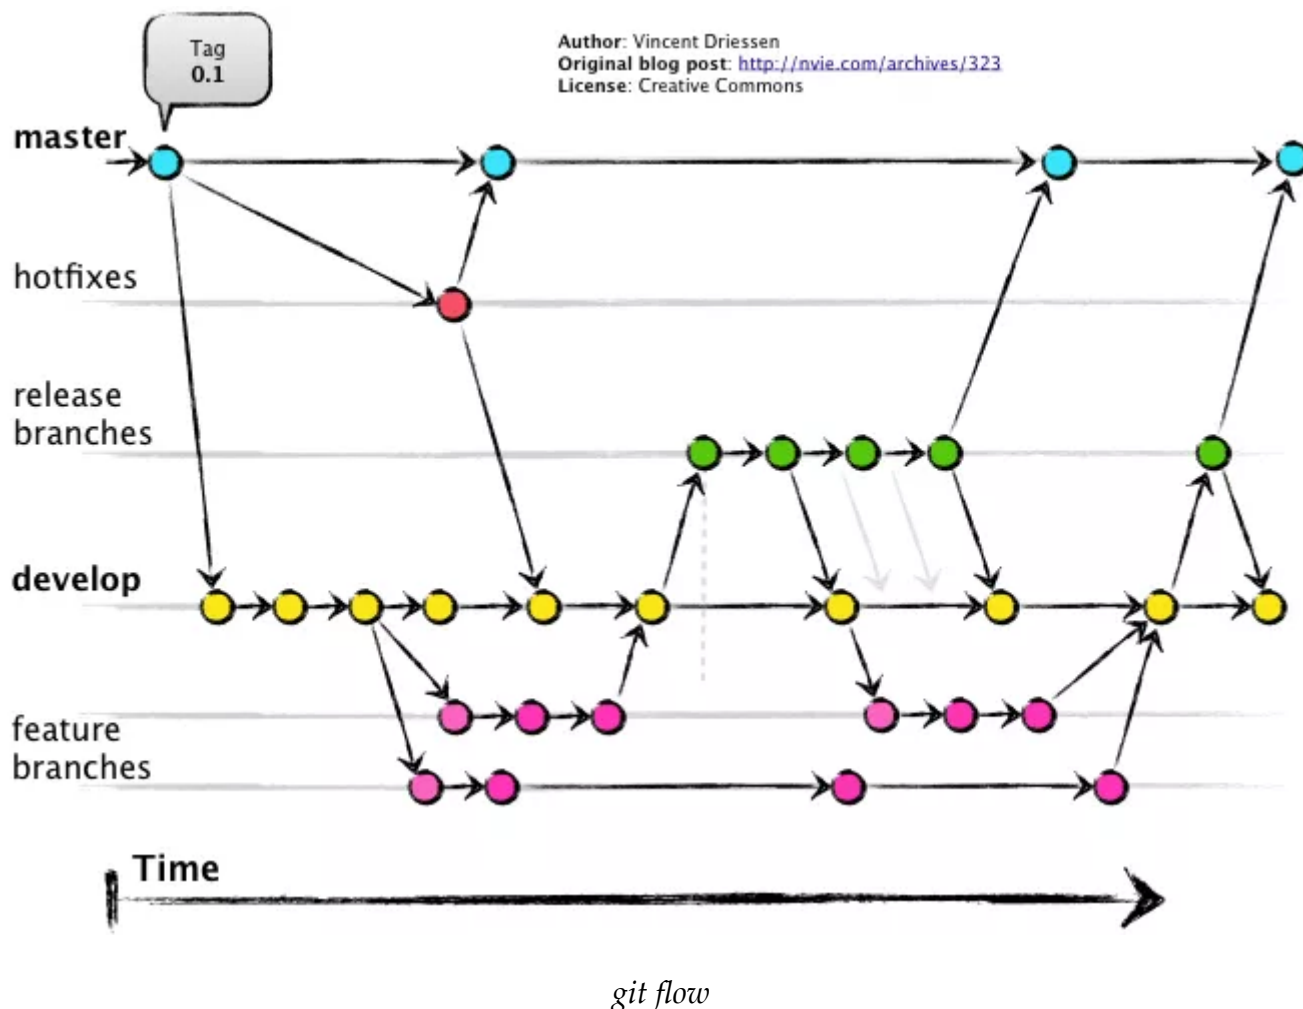 Tag
0.1
Author: Vincent Driessen
Original blog post: http://nvie.com/archives/323
License: Creative Commons
master
hotfixes
release
branches
develop
feature
branches
Time
git flow